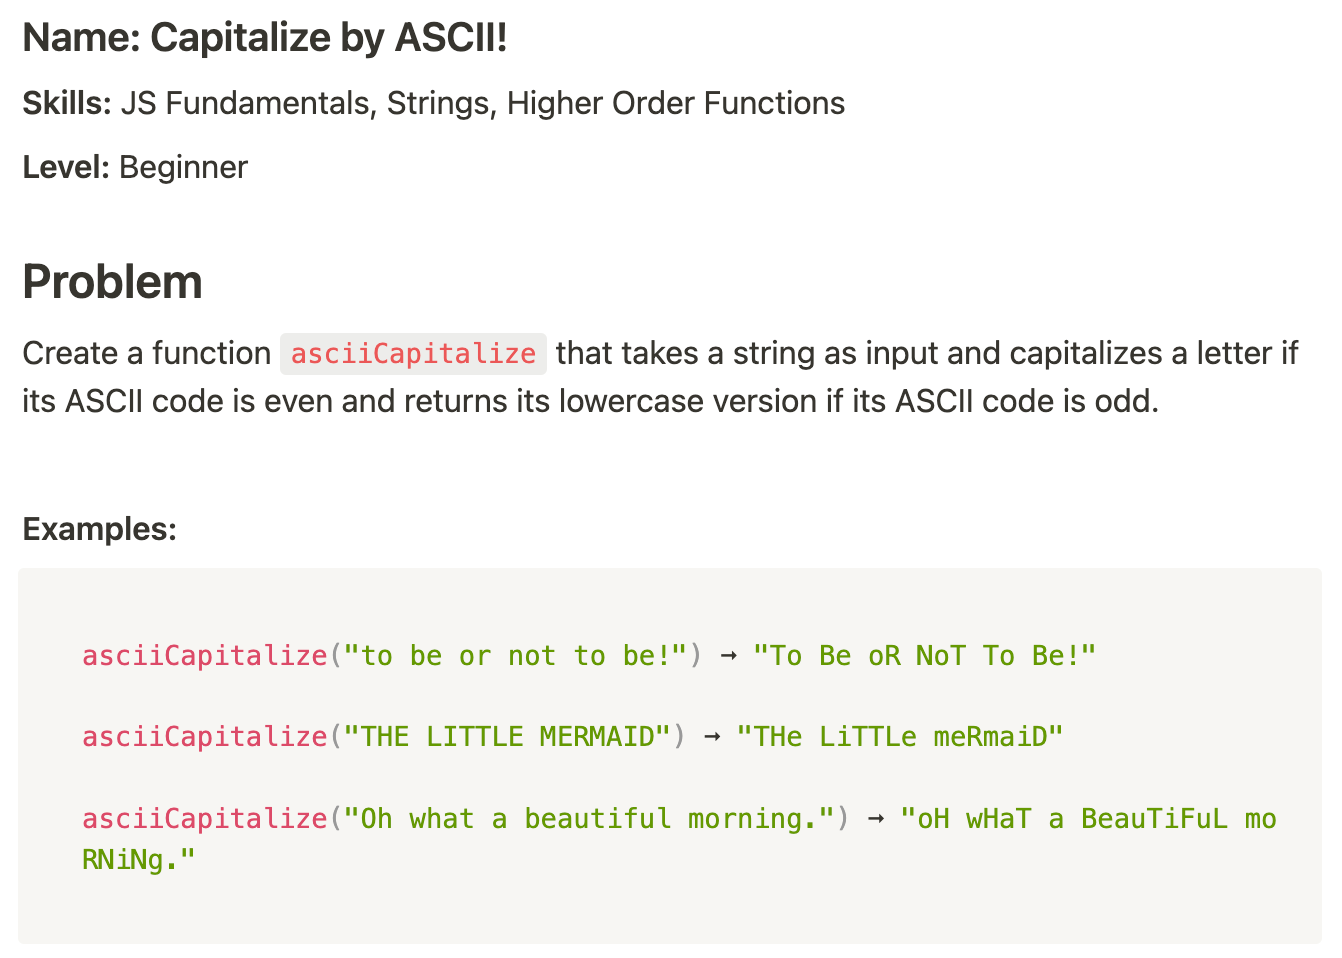 Name: Capitalize by ASCII!
Skills: JS Fundamentals, Strings, Higher Order Functions
Level: Beginner
Problem
Create a function asciiCapitalize that takes a string as input and capitalizes a letter if
its ASCII code is even and returns its lowercase version if its ASCII code is odd.
Examples:
asciiCapitalize("to be or not to be!") → "To Be oR NoT To Be!"
asciiCapitalize("THE LITTLE MERMAID") → "THe LiTTLe meRmaiD"
asciiCapitalize("Oh what a beautiful morning.") → "oH wHaT a BeauTiFuL mo
RNiNg."